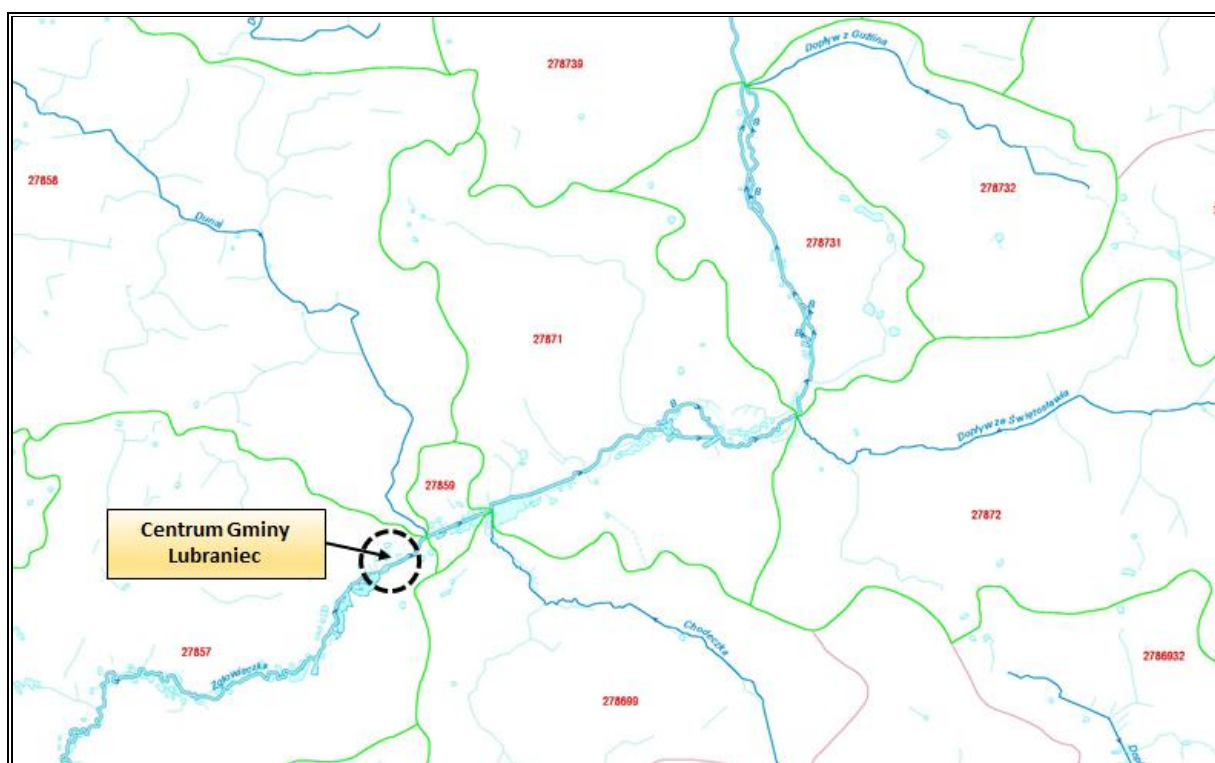 Dopływ z Guźlina
278739
27858
278732
Dunaj
B
B
278731
27871
B
B
Dopływ ze Świętosławia
27859
27872
Centrum Gminy
Lubraniec
Chodeczka
27857
Zgłowiączka
2786932
278699